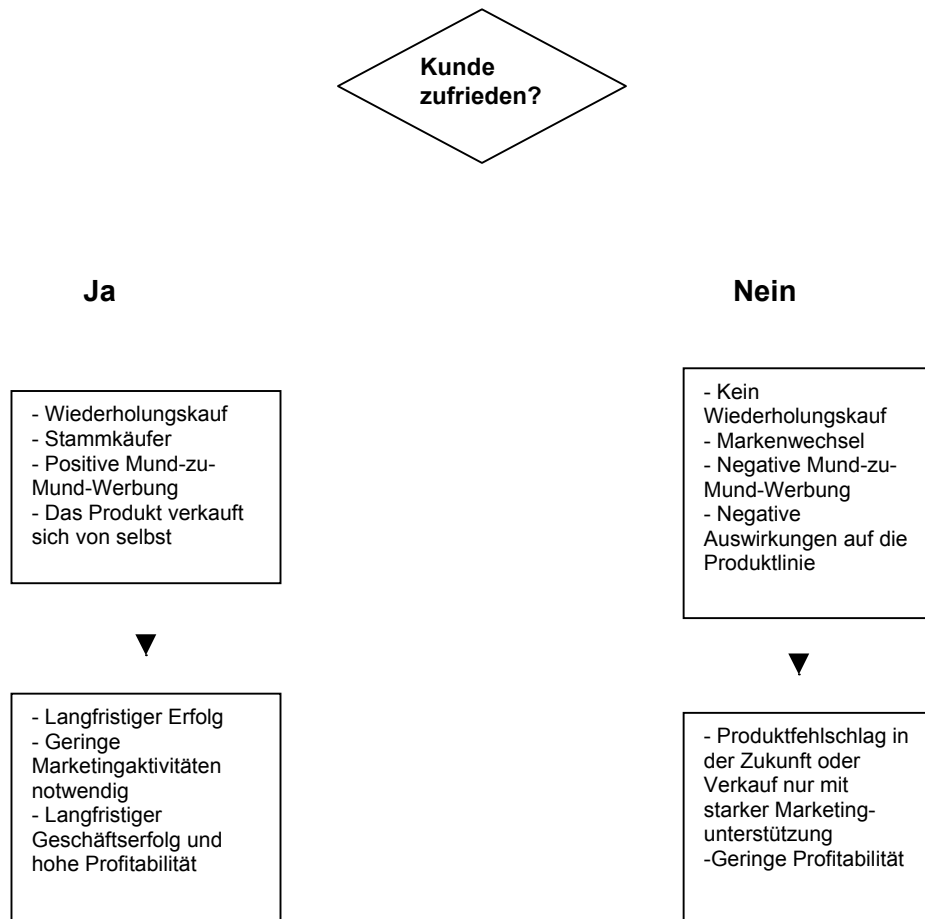 Kunde
zufrieden?
Ja
Nein
- Wiederholungskauf
- Stammkäufer
- Positive Mund-zu-
Mund-Werbung
- Das Produkt verkauft
sich von selbst
- Kein
Wiederholungskauf
- Markenwechsel
- Negative Mund-zu-
Mund-Werbung
- Negative
Auswirkungen auf die
Produktlinie
- Langfristiger Erfolg
- Geringe
Marketingaktivitäten
notwendig
- Langfristiger
Geschäftserfolg und
hohe Profitabilität
- Produktfehlschlag in
der Zukunft oder
Verkauf nur mit
starker Marketing-
unterstützung
-Geringe Profitabilität